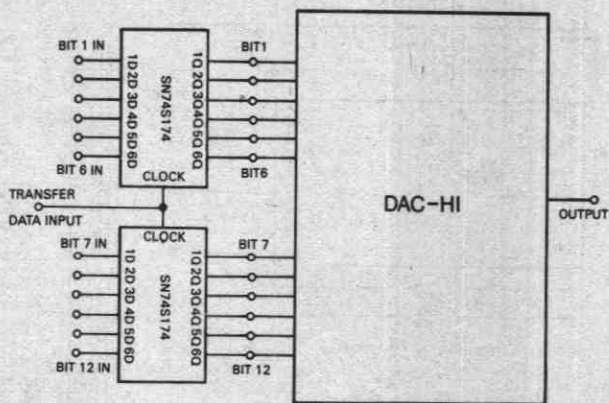 BIT 1 IN
1D 2D 3D 4D 5D 6D
SN74S174
1Q 2Q 3Q 4Q 5Q 6Q
BIT1
BIT 6 IN
CLOCK
BIT6
TRANSFER
DATA INPUT
DAC-HI
OUTPUT
BIT 7 IN
CLOCK
1D 2D 3D 4D 5D 6D
SN74S174
1Q 2Q 3Q 4Q 5Q 6Q
BIT 7
BIT 12 IN
BIT 12